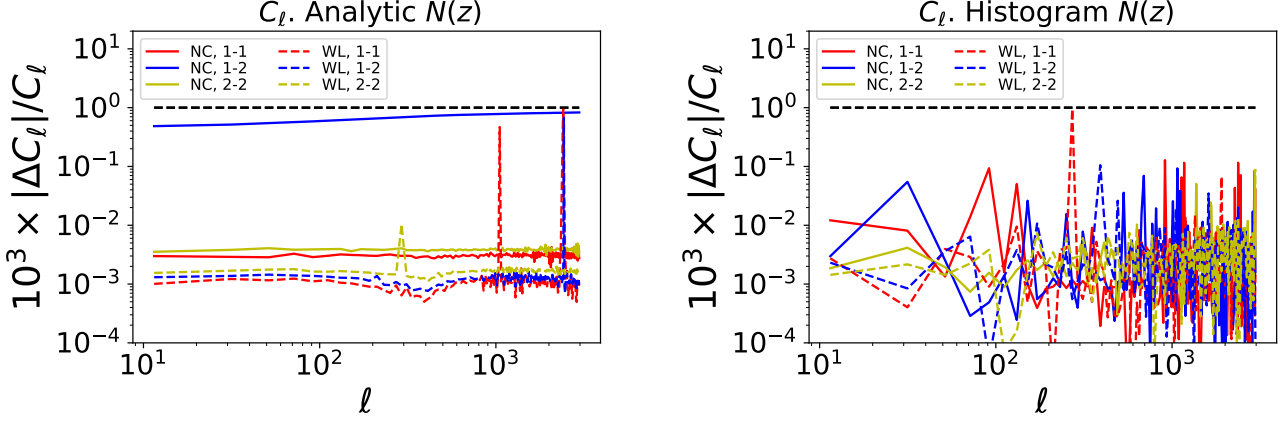 Cℓ. Analytic N(z)
10³ × |ΔCℓ|/Cℓ
10¹
10⁰
10⁻¹
10⁻²
10⁻³
10⁻⁴
NC, 1-1
NC, 1-2
NC, 2-2
WL, 1-1
WL, 1-2
WL, 2-2
10¹
10²
10³
ℓ
Cℓ. Histogram N(z)
10³ × |ΔCℓ|/Cℓ
10¹
10⁰
10⁻¹
10⁻²
10⁻³
10⁻⁴
NC, 1-1
NC, 1-2
NC, 2-2
WL, 1-1
WL, 1-2
WL, 2-2
10¹
10²
10³
ℓ